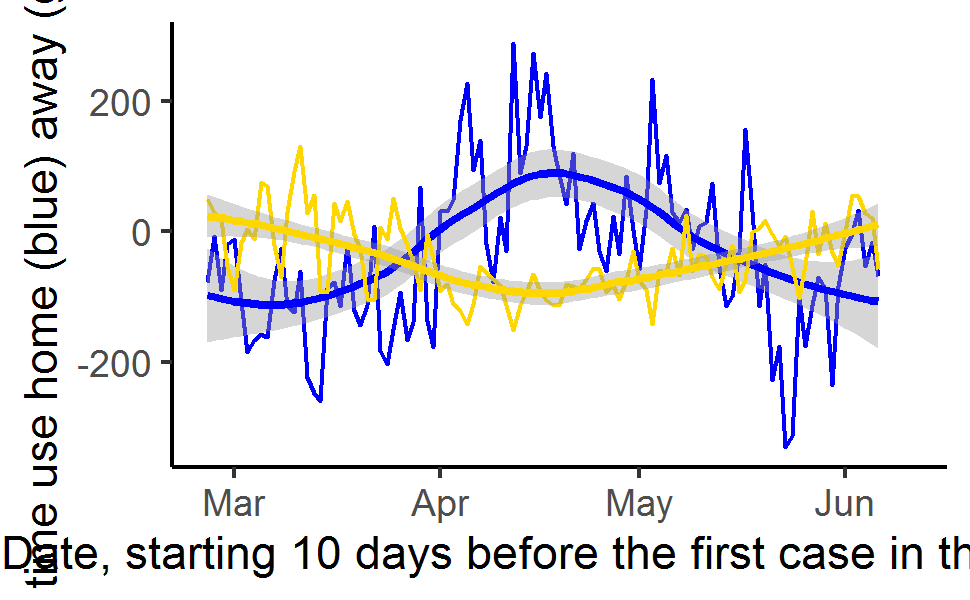 time use home (blue) away (
200
0
-200
Mar Apr May Jun
Date, starting 10 days before the first case in th